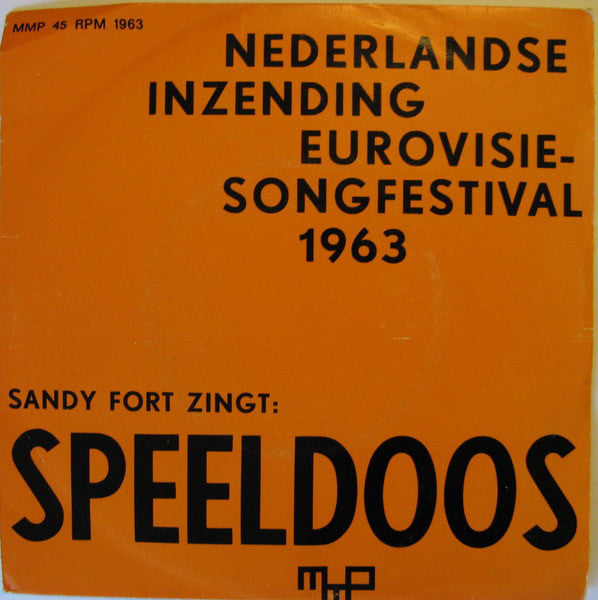 MMP 45 RPM 1963
NEDERLANDSE
INZENDING
EUROVISIE-
SONGFESTIVAL
1963
SANDY FORT ZINGT:
SPEELDOOS
MMP